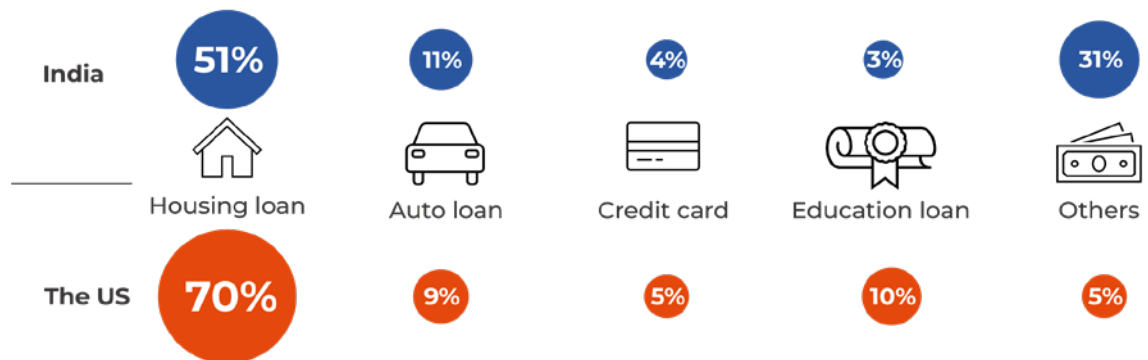 India
51%
11%
4%
3%
31%
Housing loan
Auto loan
Credit card
Education loan
Others
The US
70%
9%
5%
10%
5%